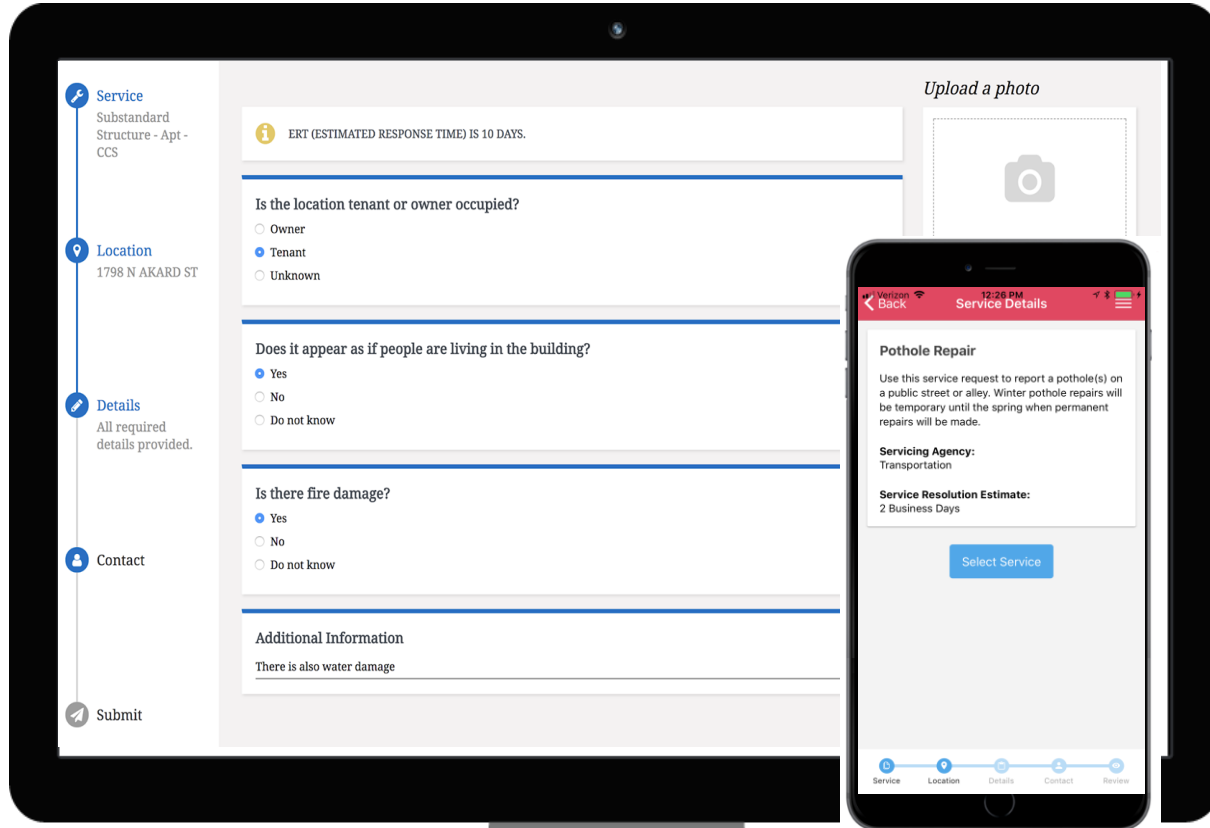 Service
Substandard
Structure - Apt -
CCS
Location
1798 N AKARD ST
Details
All required
details provided.
Contact
Submit
Upload a photo
ERT (ESTIMATED RESPONSE TIME) IS 10 DAYS.
Is the location tenant or owner occupied?
Owner
Tenant
Unknown
Does it appear as if people are living in the building?
Yes
No
Do not know
Is there fire damage?
Yes
No
Do not know
Additional Information
There is also water damage
Verizon 12:26 PM
Back Service Details
Pothole Repair
Use this service request to report a pothole(s) on
a public street or alley. Winter pothole repairs will
be temporary until the spring when permanent
repairs will be made.
Servicing Agency:
Transportation
Service Resolution Estimate:
2 Business Days
Select Service
Service Location Details Contact Review